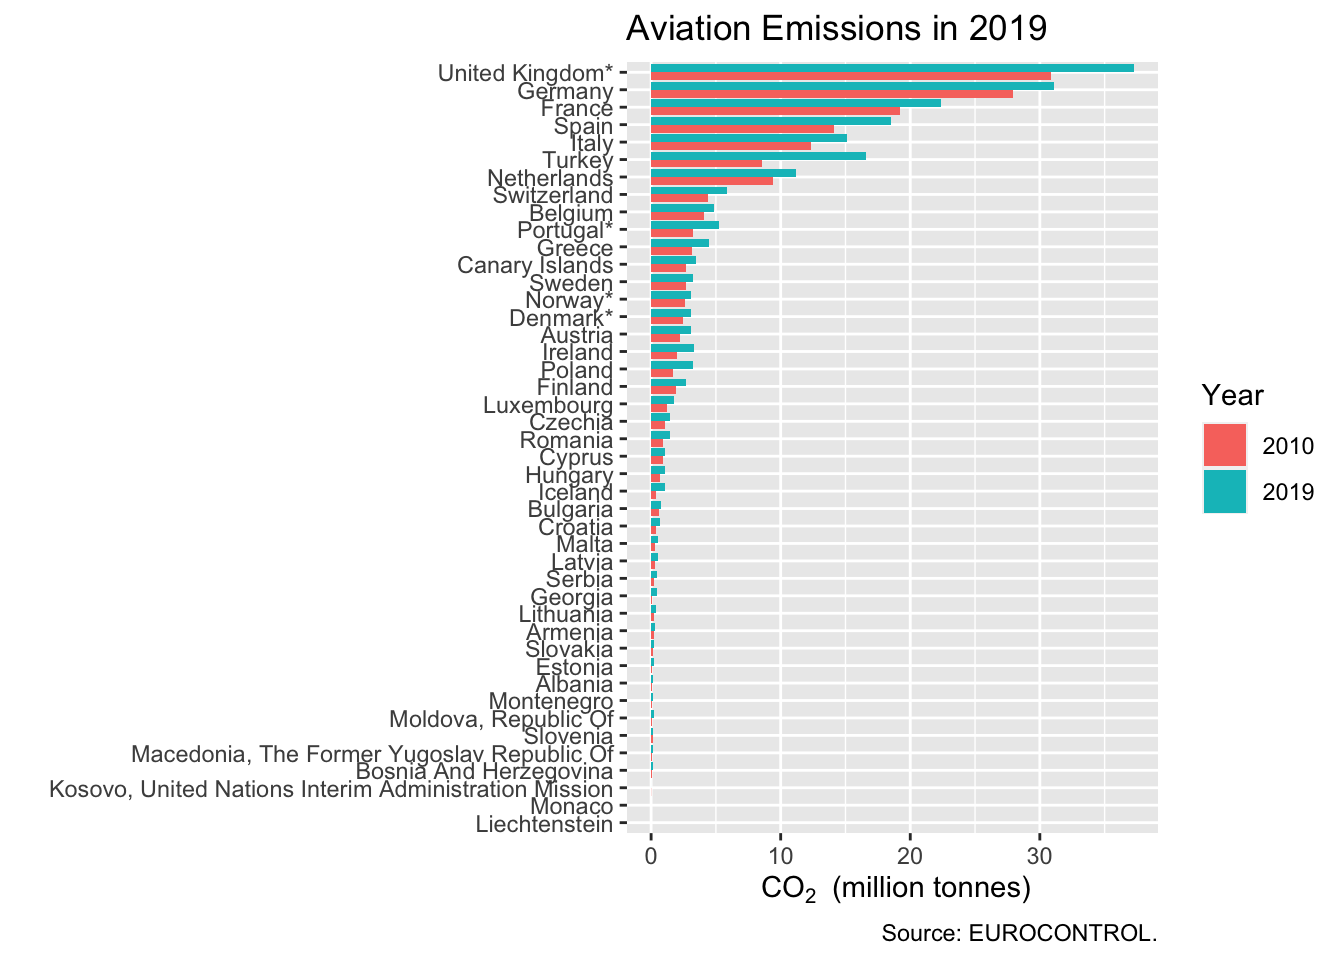 Aviation Emissions in 2019
United Kingdom*
Germany
France
Spain
Italy
Turkey
Netherlands
Switzerland
Belgium
Portugal*
Greece
Canary Islands
Sweden
Norway*
Denmark*
Austria
Ireland
Poland
Finland
Luxembourg
Czechia
Romania
Cyprus
Hungary
Iceland
Bulgaria
Croatia
Malta
Latvia
Serbia
Georgia
Lithuania
Armenia
Slovakia
Estonia
Albania
Montenegro
Moldova, Republic Of
Slovenia
Macedonia, The Former Yugoslav Republic Of
Bosnia And Herzegovina
Kosovo, United Nations Interim Administration Mission
Monaco
Liechtenstein
0 10 20 30
CO₂ (million tonnes)
Year
2010
2019
Source: EUROCONTROL.